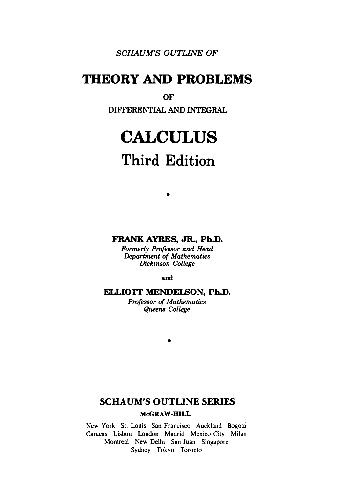 SCHAUM'S OUTLINE OF
THEORY AND PROBLEMS
OF
DIFFERENTIAL AND INTEGRAL
CALCULUS
Third Edition
FRANK AYRES, JR., Ph.D.
Formerly Professor and Head
Department of Mathematics
Dickinson College
and
ELLIOTT MENDELSON, Ph.D.
Professor of Mathematics
Queens College
SCHAUM'S OUTLINE SERIES
McGRAW-HILL
New York St. Louis San Francisco Auckland Bogotá
Caracas Lisbon London Madrid Mexico City Milan
Montreal New Delhi San Juan Singapore
Sydney Tokyo Toronto